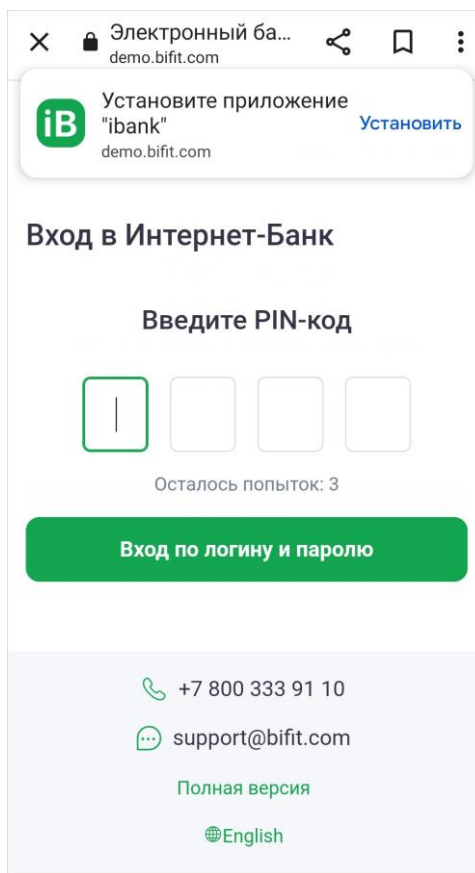 Электронный ба...
demo.bifit.com
iB
Установите приложение
"ibank"
Установить
demo.bifit.com
Вход в Интернет-Банк
Введите PIN-код
Осталось попыток: 3
Вход по логину и паролю
+7 800 333 91 10
support@bifit.com
Полная версия
English